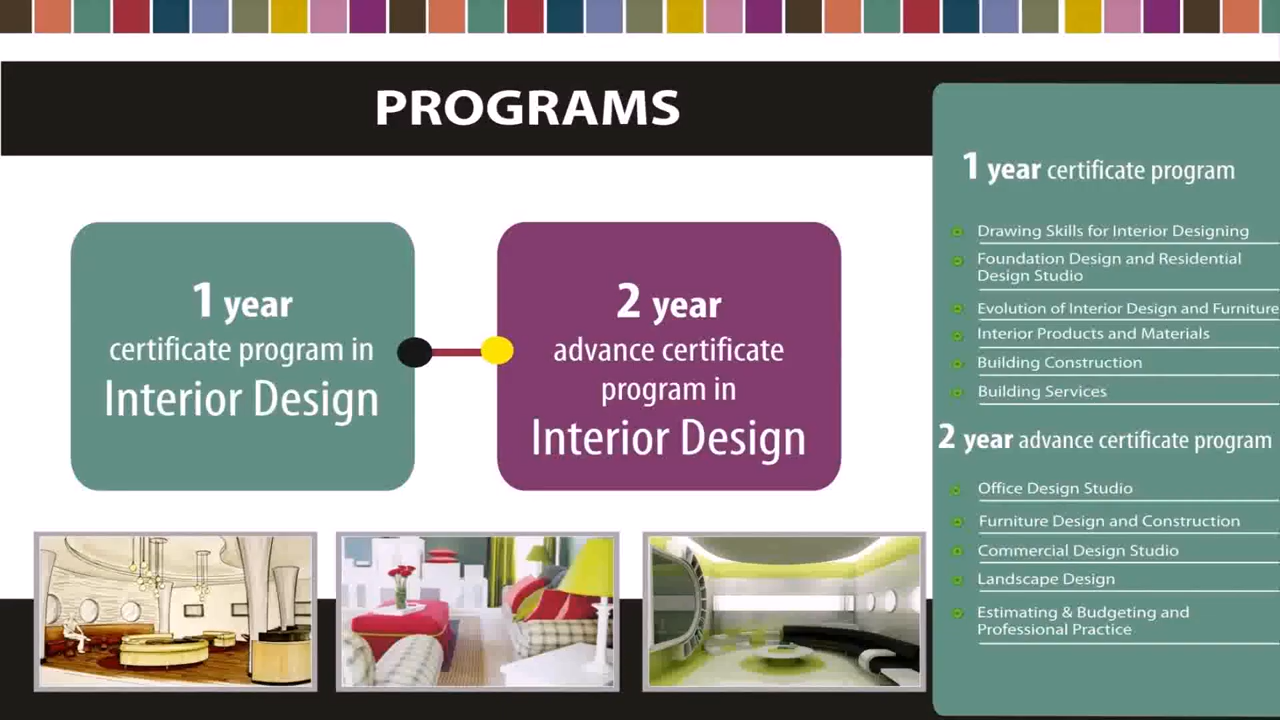 PROGRAMS
1 year
certificate program in
Interior Design
2 year
advance certificate
program in
Interior Design
1 year certificate program
Drawing Skills for Interior Designing
Foundation Design and Residential
Design Studio
Evolution of Interior Design and Furniture
Interior Products and Materials
Building Construction
Building Services
2 year advance certificate program
Office Design Studio
Furniture Design and Construction
Commercial Design Studio
Landscape Design
Estimating & Budgeting and
Professional Practice